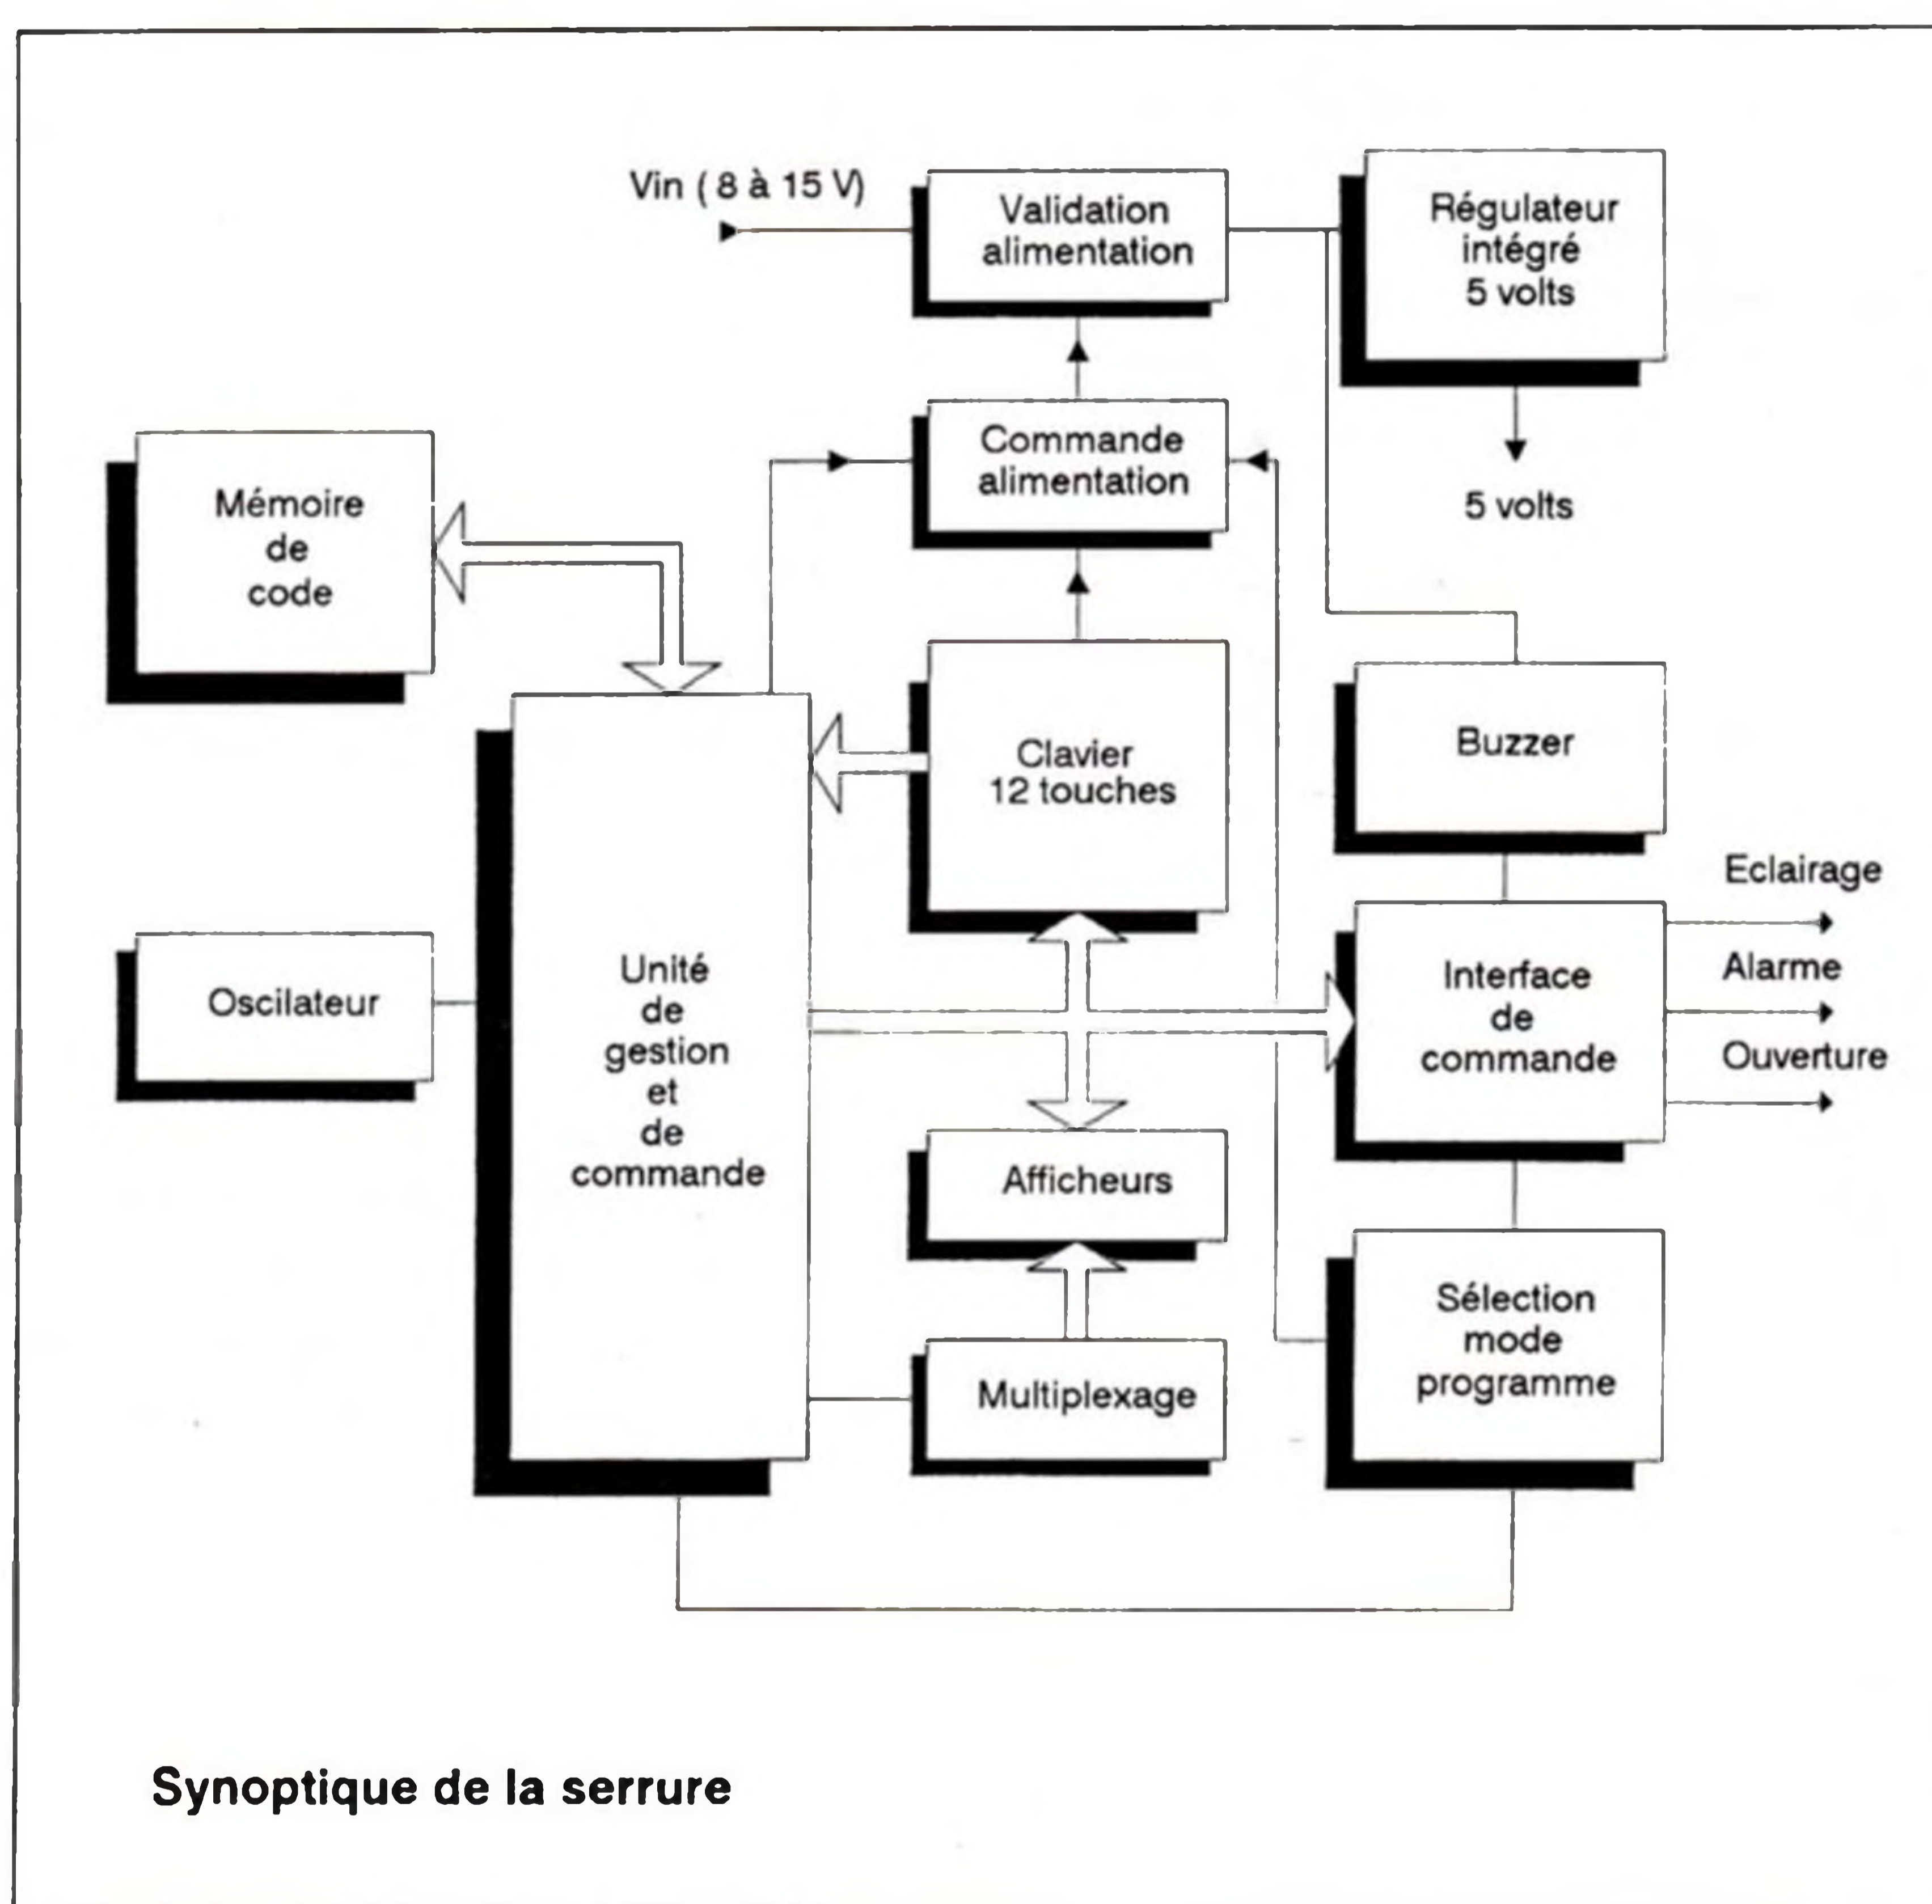 Vin ( 8 à 15 V)
Validation
alimentation
Régulateur
intégré
5 volts
Commande
alimentation
5 volts
Mémoire
de
code
Clavier
12 touches
Buzzer
Eclairage
Alarme
Ouverture
Oscilateur
Unité
de
gestion
et
de
commande
Interface
de
commande
Afficheurs
Sélection
mode
programme
Multiplexage
Synoptique de la serrure